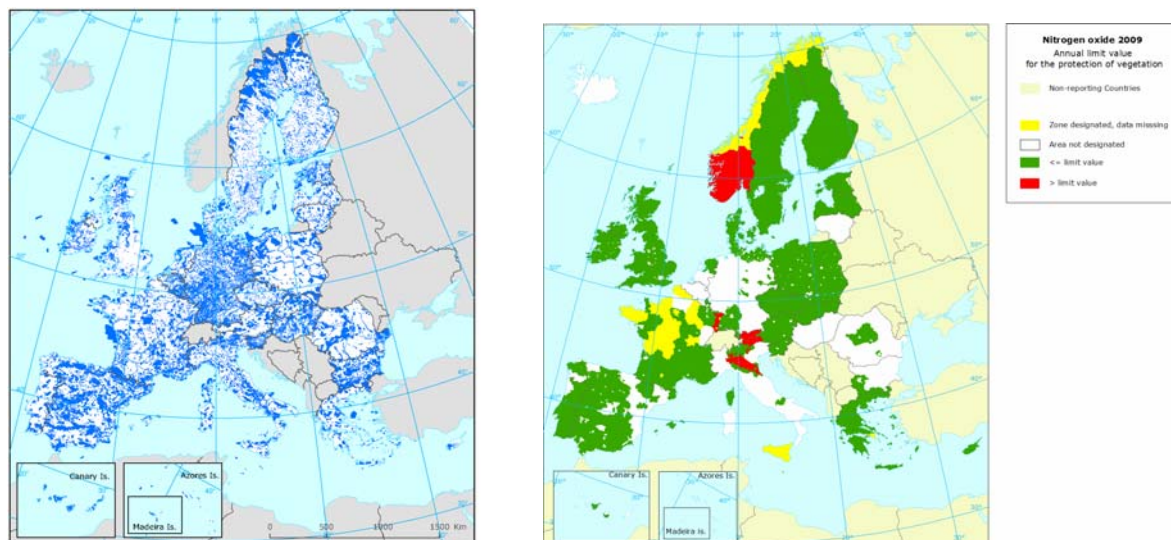 Canary Is.
Azores Is.
Madeira Is.
0 500 1000 1500 Km
Canary Is.
Azores Is.
Madeira Is.
Nitrogen oxide 2009
Annual limit value
for the protection of vegetation
Non-reporting Countries
Zone designated, data misssing
Area not designated
<= limit value
> limit value